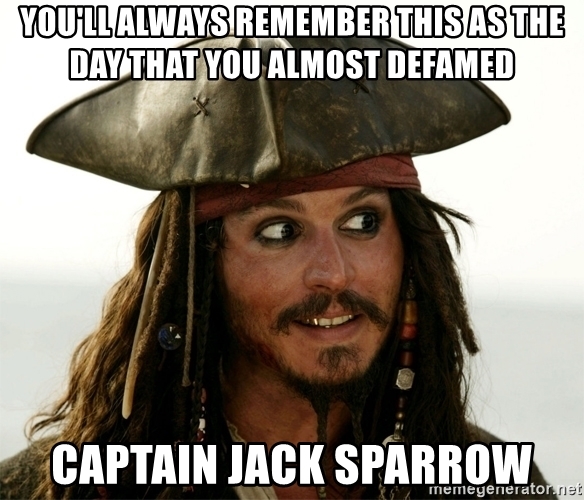 YOU'LL ALWAYS REMEMBER THIS AS THE
DAY THAT YOU ALMOST DEFAMED
CAPTAIN JACK SPARROW
memegenerator.net